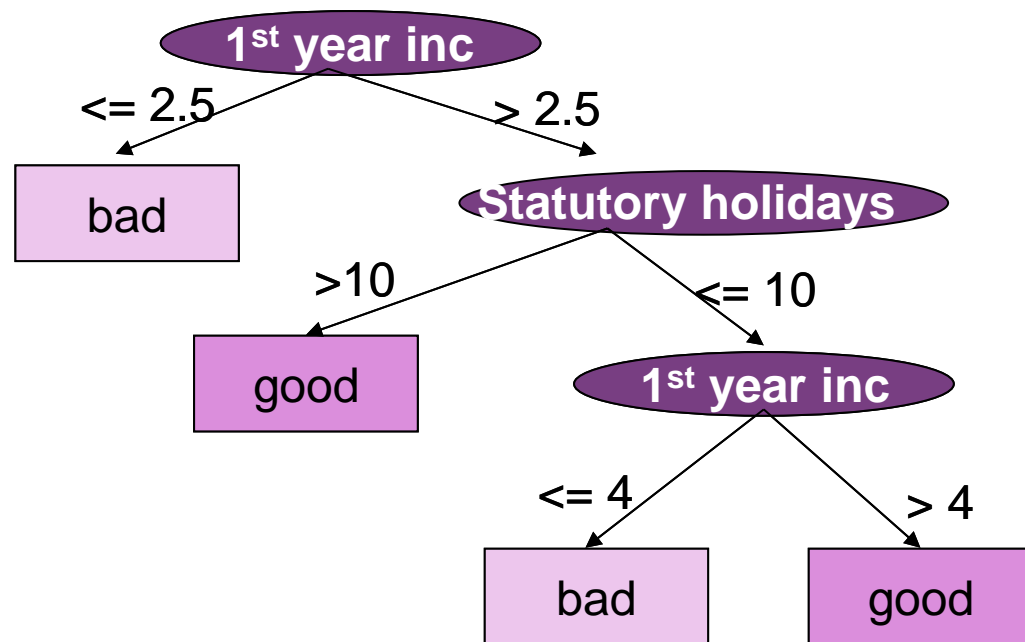 1st year inc
<= 2.5
> 2.5
bad
Statutory holidays
>10
<= 10
good
1st year inc
<= 4
> 4
bad
good